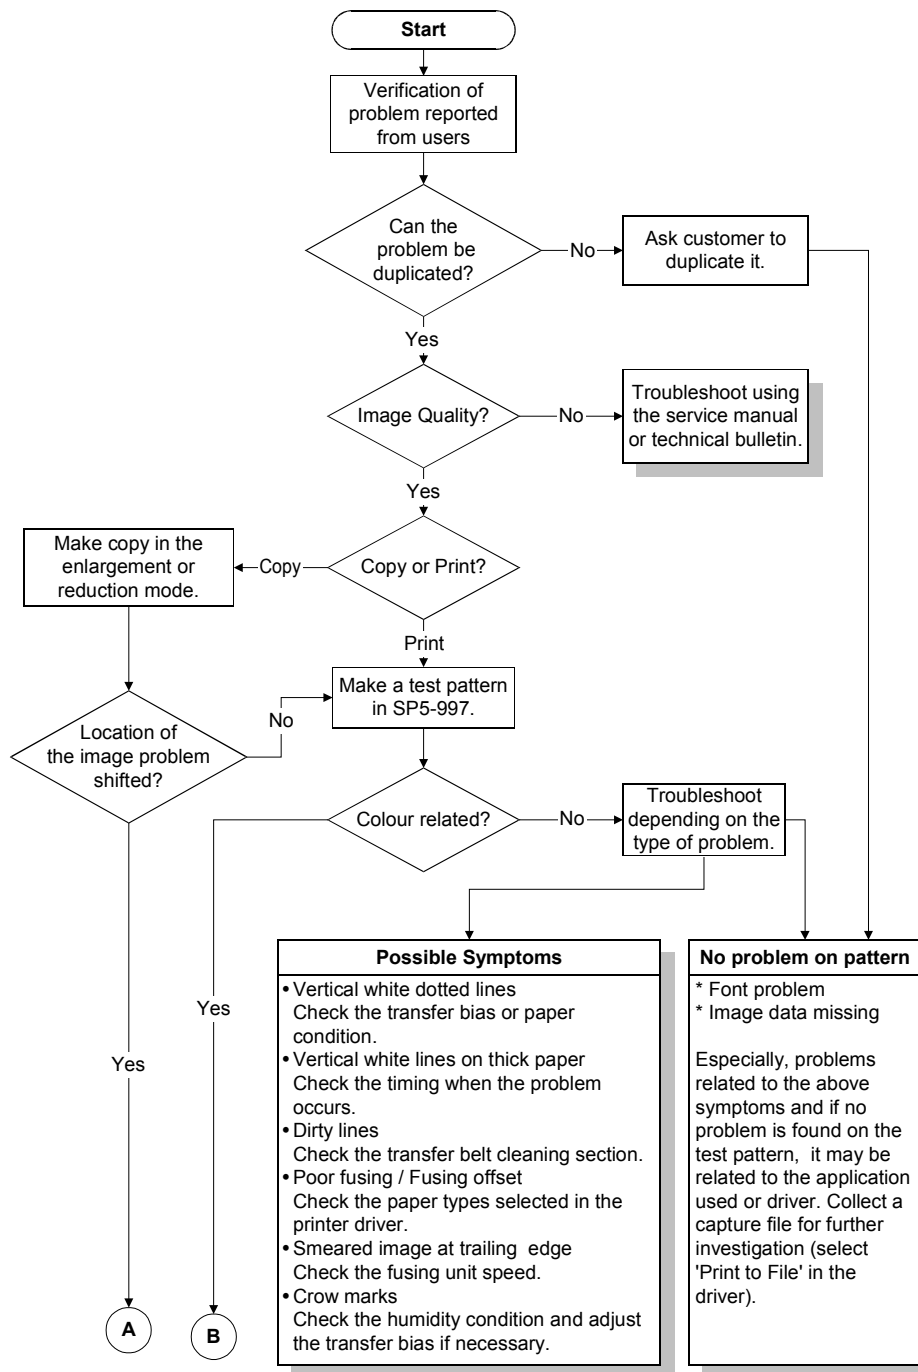 Start
Verification of
problem reported
from users
Can the
problem be
duplicated?
No
Ask customer to
duplicate it.
Yes
Image Quality?
No
Troubleshoot using
the service manual
or technical bulletin.
Yes
Make copy in the
enlargement or
reduction mode.
Copy
Copy or Print?
Print
Make a test pattern
in SP5-997.
No
Location of
the image problem
shifted?
Colour related?
No
Troubleshoot
depending on the
type of problem.
Yes
Yes
Possible Symptoms
• Vertical white dotted lines
Check the transfer bias or paper
condition.
• Vertical white lines on thick paper
Check the timing when the problem
occurs.
• Dirty lines
Check the transfer belt cleaning section.
• Poor fusing / Fusing offset
Check the paper types selected in the
printer driver.
• Smeared image at trailing edge
Check the fusing unit speed.
• Crow marks
Check the humidity condition and adjust
the transfer bias if necessary.
No problem on pattern
* Font problem
* Image data missing
Especially, problems
related to the above
symptoms and if no
problem is found on the
test pattern, it may be
related to the application
used or driver. Collect a
capture file for further
investigation (select
'Print to File' in the
driver).
A
B